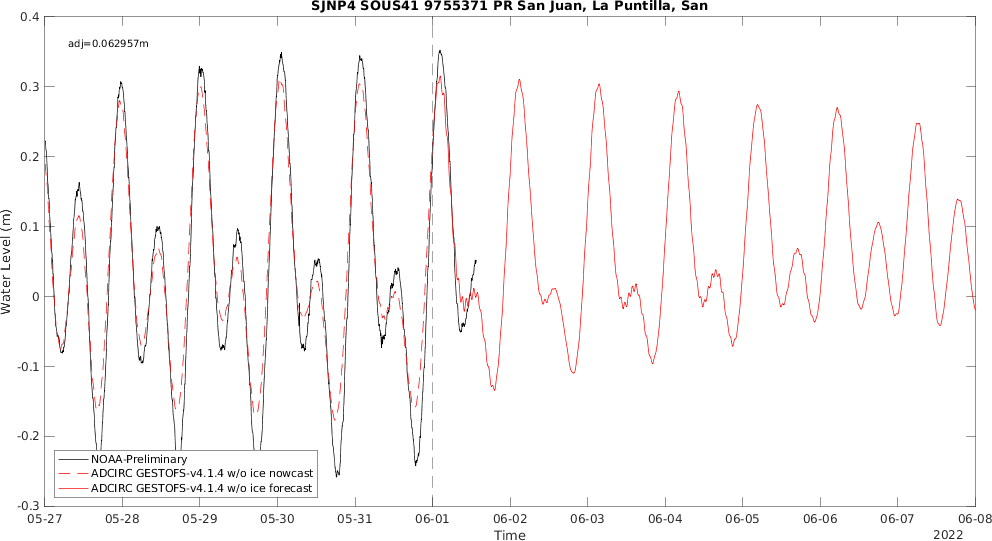 SJNP4 SOUS41 9755371 PR San Juan, La Puntilla, San
adj=0.062957m
0.4
0.3
0.2
0.1
0
-0.1
-0.2
-0.3
Water Level (m)
NOAA-Preliminary
ADCIRC GESTOFS-v4.1.4 w/o ice nowcast
ADCIRC GESTOFS-v4.1.4 w/o ice forecast
05-27 05-28 05-29 05-30 05-31 06-01 06-02 06-03 06-04 06-05 06-06 06-07 06-08
Time
2022